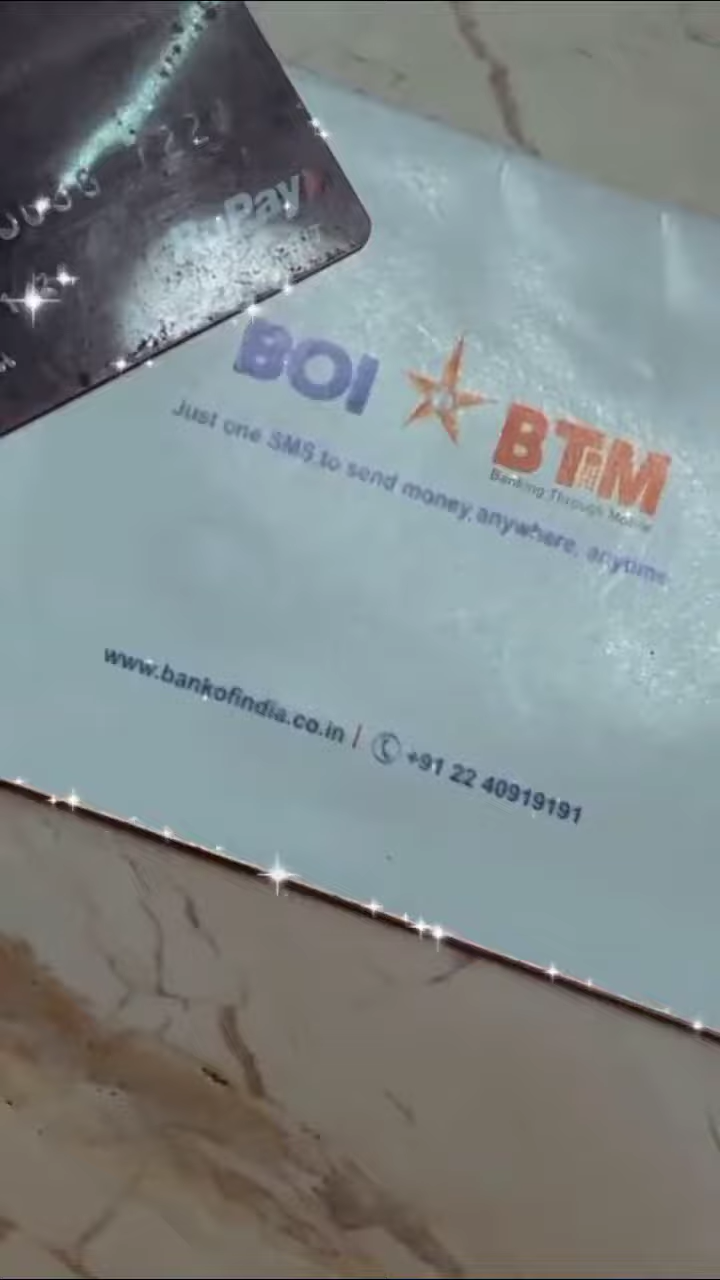 RuPay
BOI BTM
Banking Through Mobile
Just one SMS to send money anywhere, anytime
www.bankofindia.co.in | +91 22 40919191